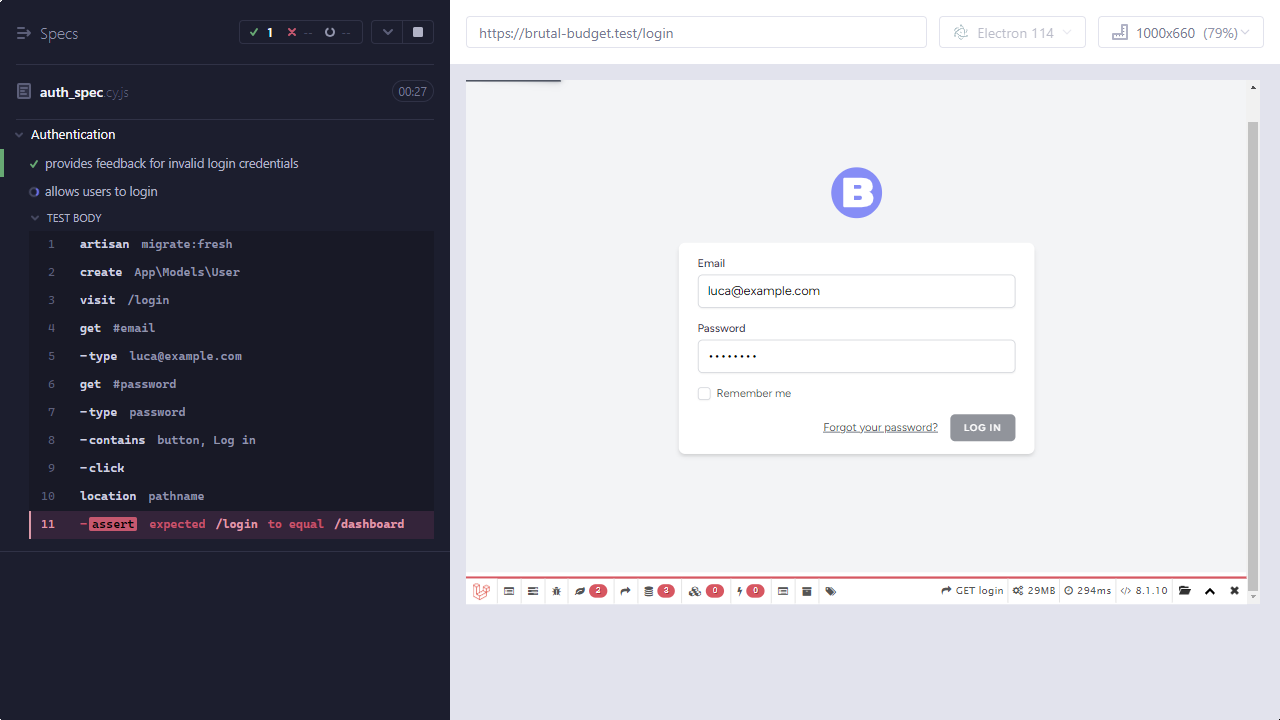 Specs
1 -- --
auth_spec.cy.js 00:27
Authentication
provides feedback for invalid login credentials
allows users to login
TEST BODY
1 artisan migrate:fresh
2 create App\Models\User
3 visit /login
4 get #email
5 -type luca@example.com
6 get #password
7 -type password
8 -contains button, Log in
9 -click
10 location pathname
11 -assert expected /login to equal /dashboard
https://brutal-budget.test/login
Electron 114
1000x660 (79%)
B
Email
luca@example.com
Password
••••••••
Remember me
Forgot your password?
LOG IN
2 3 0 0 GET login 29MB 294ms 8.1.10